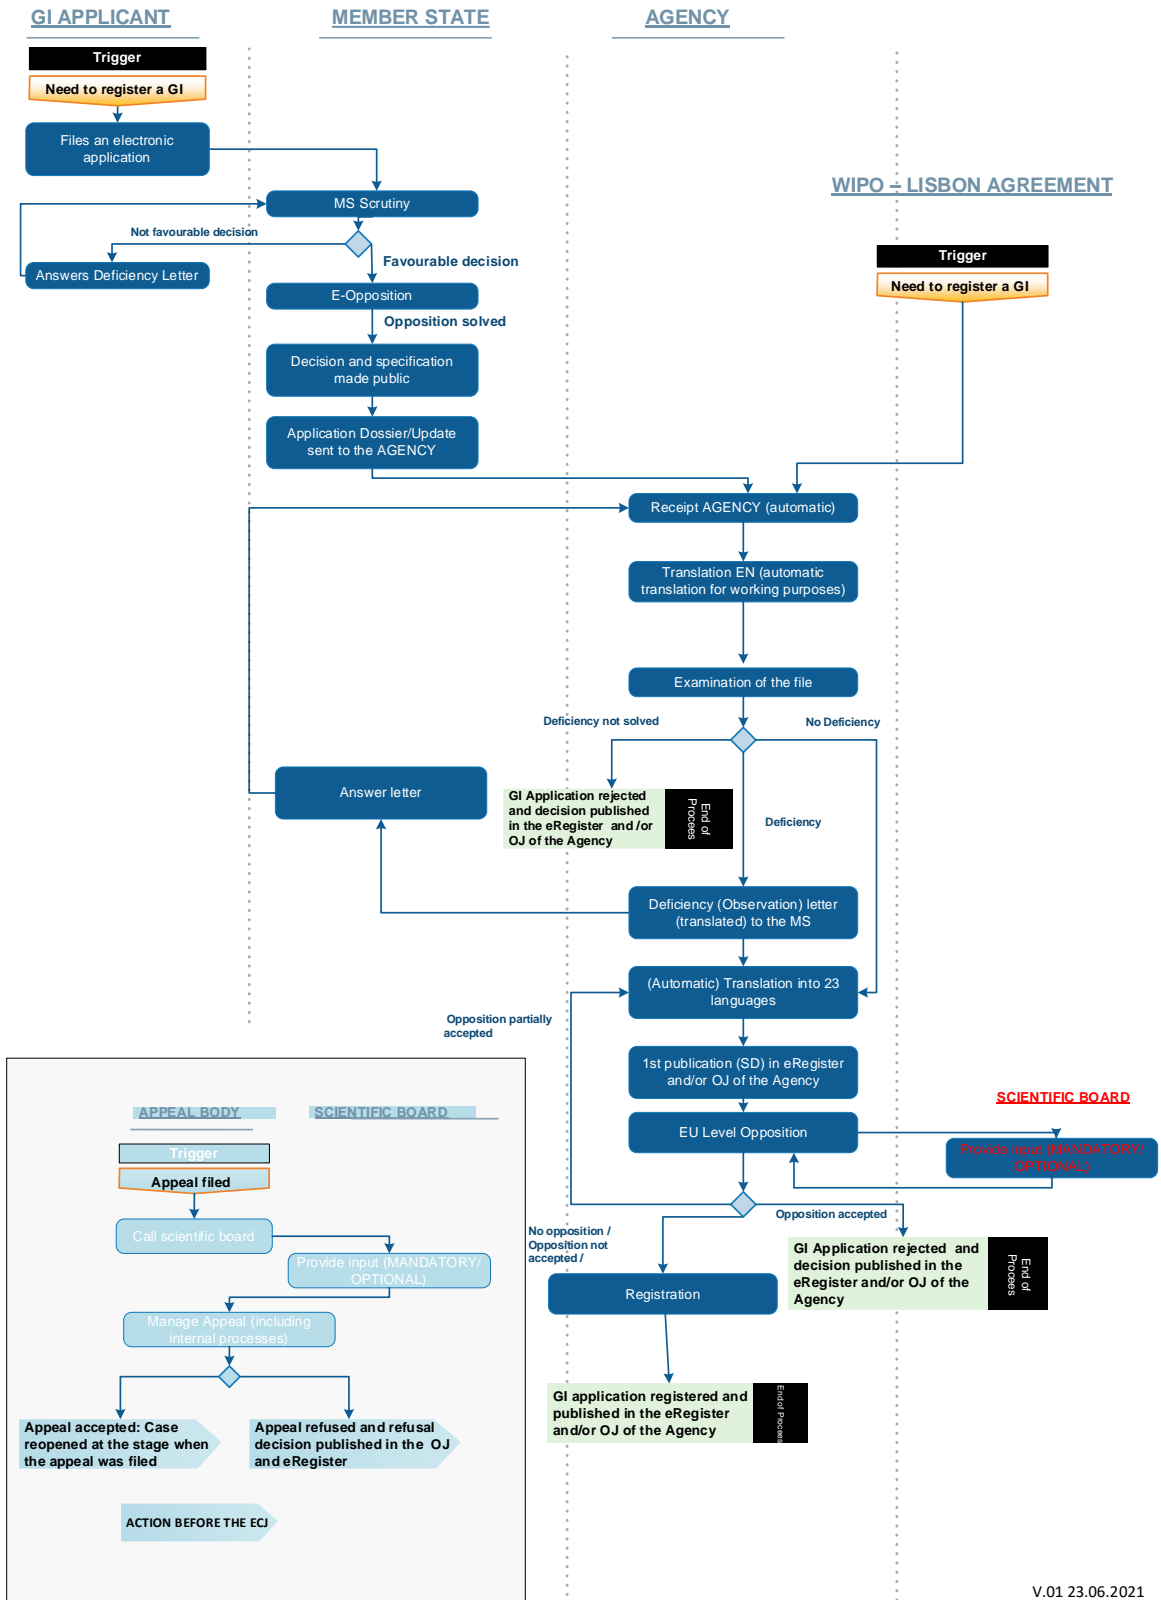 GI APPLICANT
MEMBER STATE
AGENCY
Trigger
Need to register a GI
Files an electronic
application
WIPO – LISBON AGREEMENT
MS Scrutiny
Not favourable decision
Answers Deficiency Letter
Favourable decision
Trigger
Need to register a GI
E-Opposition
Opposition solved
Decision and specification
made public
Application Dossier/Update
sent to the AGENCY
Receipt AGENCY (automatic)
Translation EN (automatic
translation for working purposes)
Examination of the file
Deficiency not solved
No Deficiency
Answer letter
GI Application rejected
and decision published
in the eRegister and /or
OJ of the Agency
End of
Procees
Deficiency
Deficiency (Observation) letter
(translated) to the MS
(Automatic) Translation into 23
languages
Opposition partially
accepted
1st publication (SD) in eRegister
and/or OJ of the Agency
SCIENTIFIC BOARD
EU Level Opposition
Provide input (MANDATORY/
OPTIONAL)
Opposition accepted
No opposition /
Opposition not
accepted /
GI Application rejected and
decision published in the
eRegister and/or OJ of the
Agency
End of
Procees
Registration
GI application registered and
published in the eRegister
and/or OJ of the Agency
End of Procees
APPEAL BODY
SCIENTIFIC BOARD
Trigger
Appeal filed
Call scientific board
Provide input (MANDATORY/
OPTIONAL)
Manage Appeal (including
internal processes)
Appeal accepted: Case
reopened at the stage when
the appeal was filed
Appeal refused and refusal
decision published in the OJ
and eRegister
ACTION BEFORE THE ECJ
V.01 23.06.2021